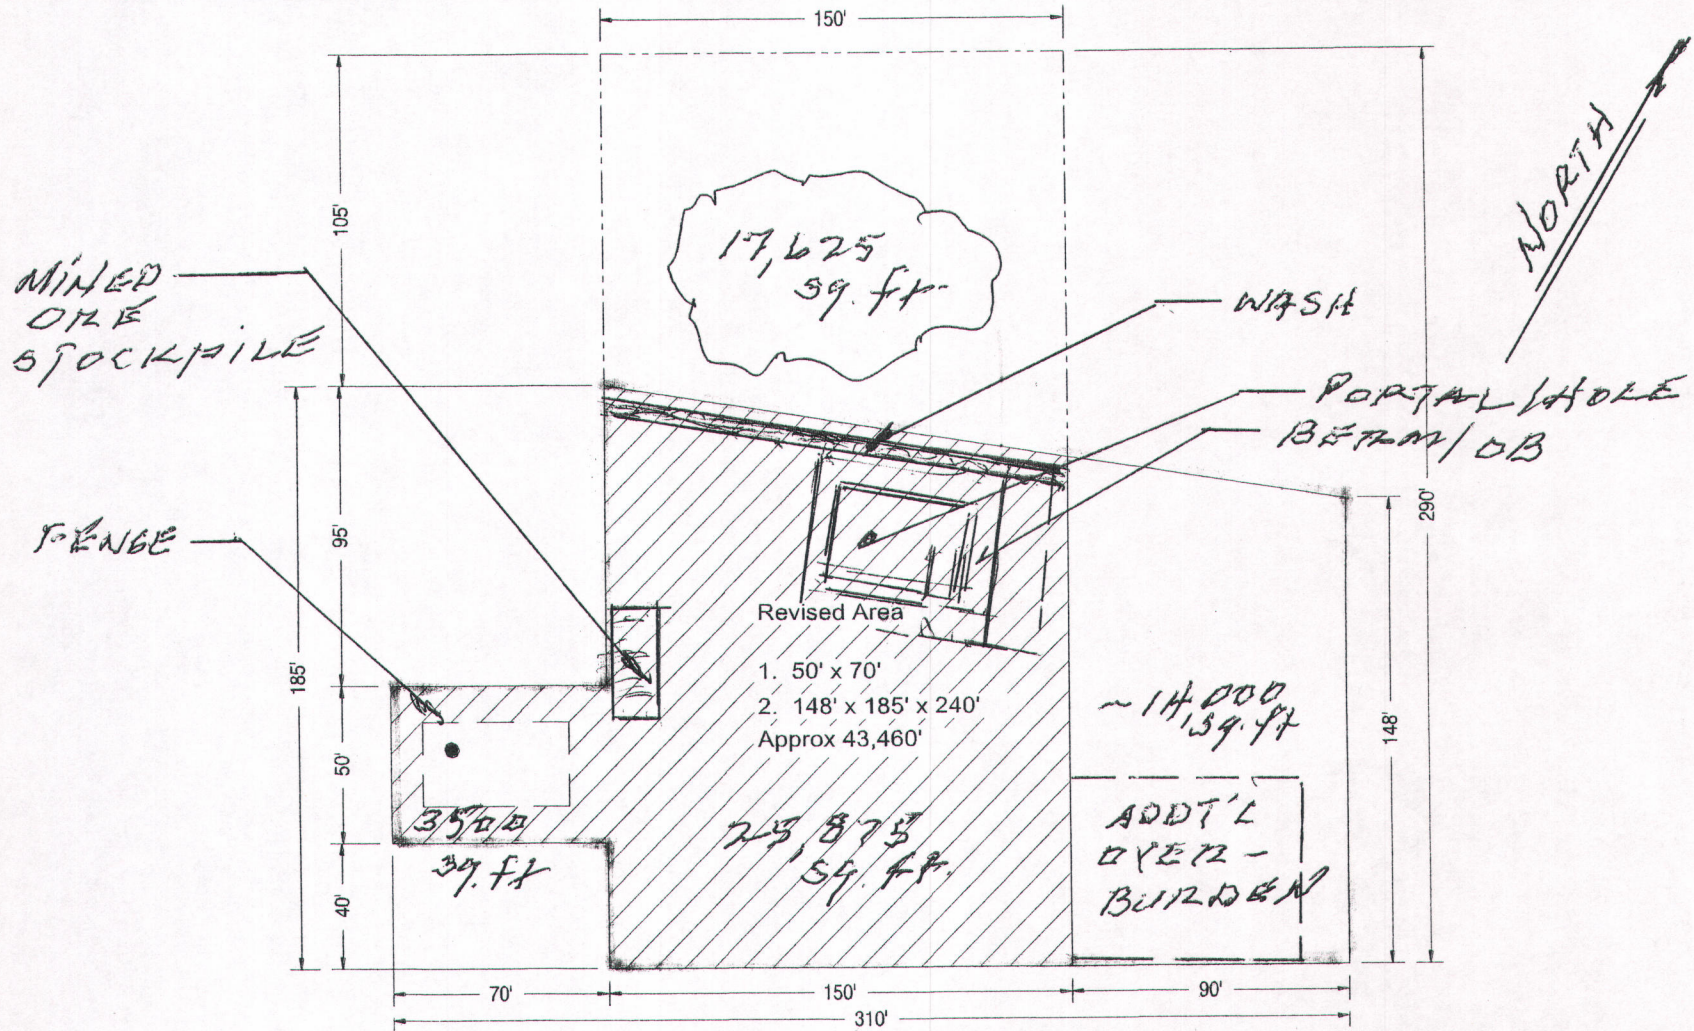 150'
NORTH
105'
17,625
sq. ft.
MINED
ORE
STOCKPILE
WASH
PORTAL/HOLE
BERM/OB
290'
95'
FENCE
185'
Revised Area
1. 50' x 70'
2. 148' x 185' x 240'
Approx 43,460'
~14,000
sq. ft
148'
50'
3500
sq. ft
25,875
sq. ft.
ADDT'L
OVER-
BURDEN
40'
70'
150'
90'
310'